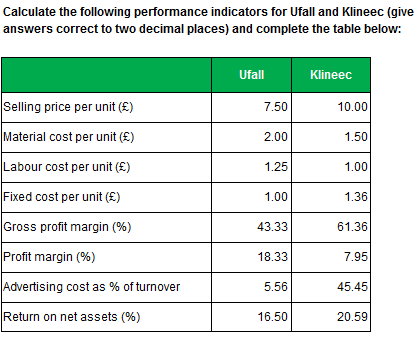 Calculate the following performance indicators for Ufall and Klineec (give
answers correct to two decimal places) and complete the table below:
Ufall Klineec
Selling price per unit (£) 7.50 10.00
Material cost per unit (£) 2.00 1.50
Labour cost per unit (£) 1.25 1.00
Fixed cost per unit (£) 1.00 1.36
Gross profit margin (%) 43.33 61.36
Profit margin (%) 18.33 7.95
Advertising cost as % of turnover 5.56 45.45
Return on net assets (%) 16.50 20.59